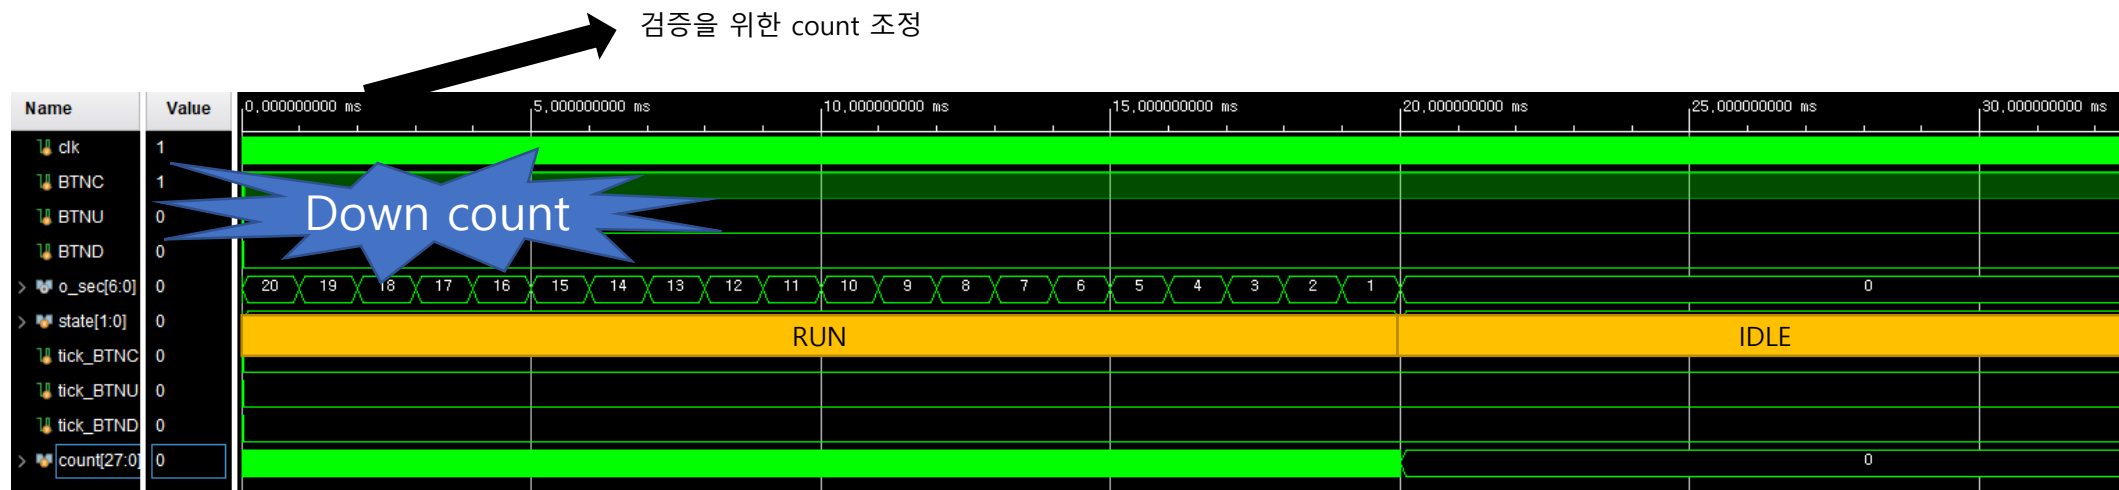 검증을 위한 count 조정
Name Value 0,000000000 ms 5,000000000 ms 10,000000000 ms 15,000000000 ms 20,000000000 ms 25,000000000 ms 30,000000000 ms
clk 1
BTNC 1
BTNU 0
Down count
BTND 0
o_sec[6:0] 0 20 19 18 17 16 15 14 13 12 11 10 9 8 7 6 5 4 3 2 1 0
state[1:0] 0 RUN IDLE
tick_BTNC 0
tick_BTNU 0
tick_BTND 0
count[27:0] 0 0